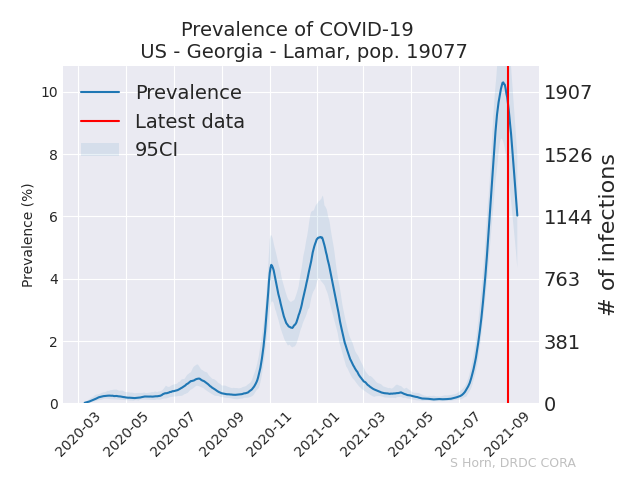 Prevalence of COVID-19
US - Georgia - Lamar, pop. 19077
Prevalence
Latest data
95CI
Prevalence (%)
10
8
6
4
2
0
1907
1526
1144
763
381
0
# of infections
2020-03
2020-05
2020-07
2020-09
2020-11
2021-01
2021-03
2021-05
2021-07
2021-09
S Horn, DRDC CORA